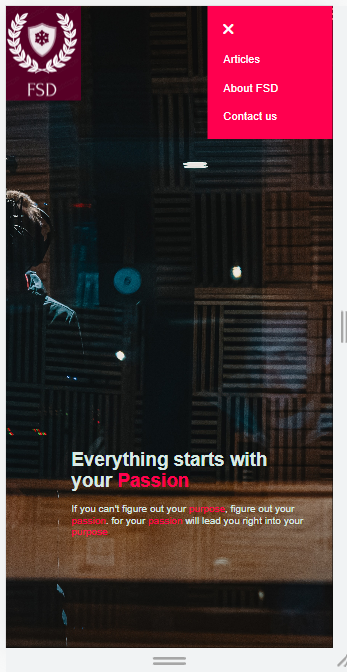 FSD
×
Articles
About FSD
Contact us
Everything starts with
your Passion
If you can't figure out your purpose, figure out your
passion. for your passion will lead you right into your
purpose